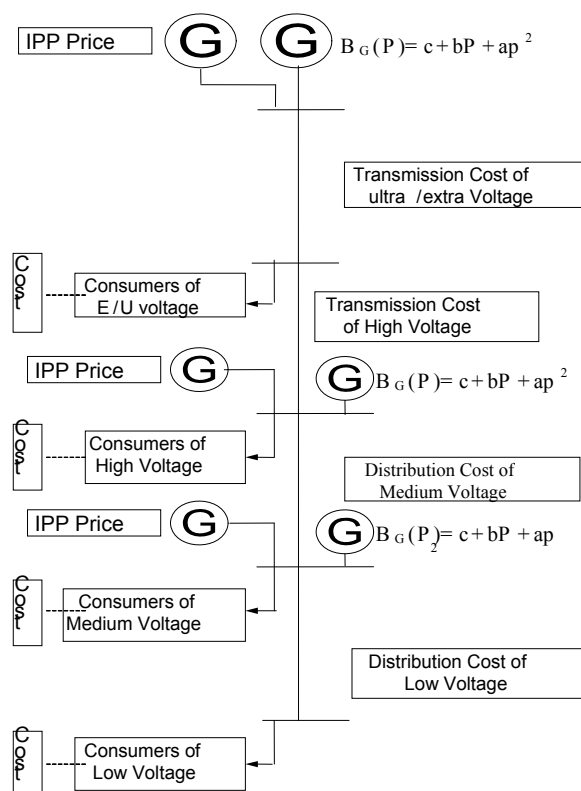 IPP Price
G
G
B G (P) = c + bP + ap 2
Transmission Cost of
ultra /extra Voltage
Cost
Consumers of
E/U voltage
Transmission Cost
of High Voltage
IPP Price
G
G
B G (P) = c + bP + ap 2
Cost
Consumers of
High Voltage
Distribution Cost of
Medium Voltage
IPP Price
G
G
B G (P 2 ) = c + bP + ap
Cost
Consumers of
Medium Voltage
Distribution Cost of
Low Voltage
Cost
Consumers of
Low Voltage